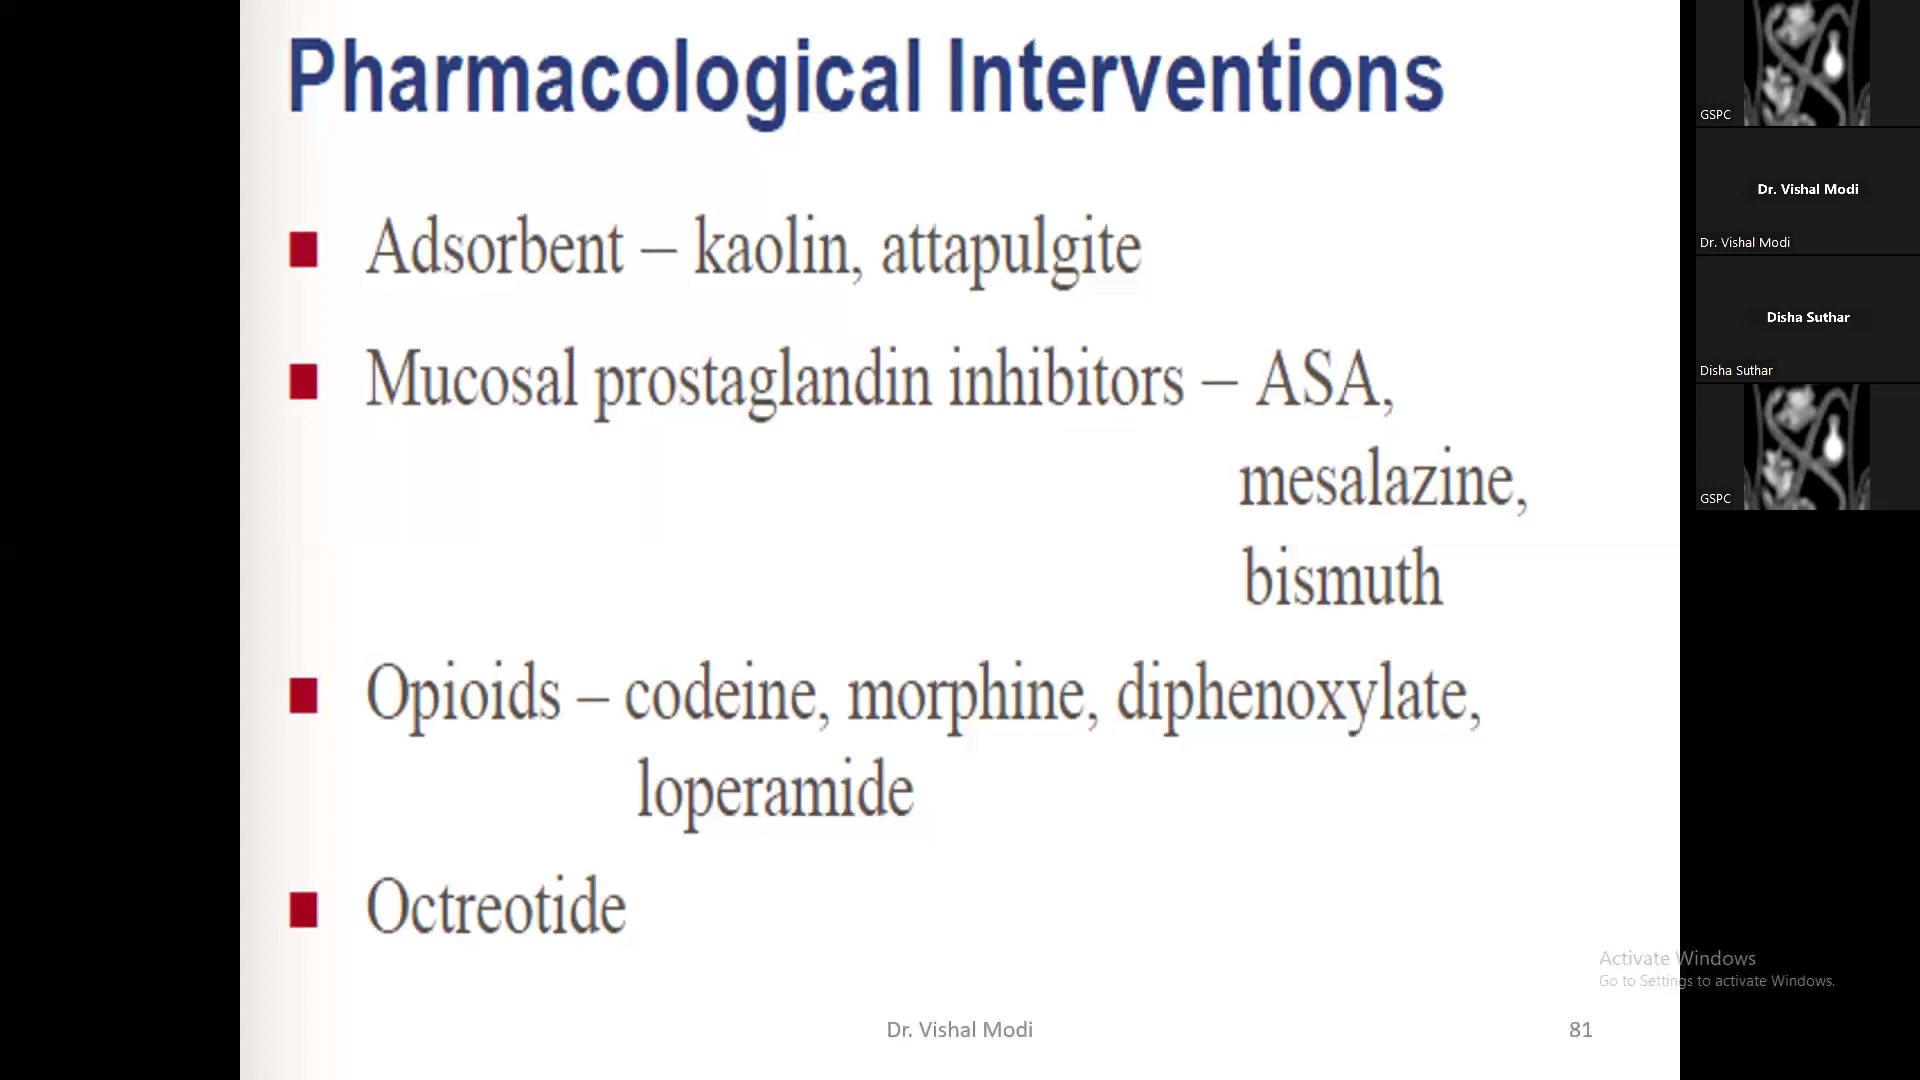 Pharmacological Interventions
Adsorbent – kaolin, attapulgite
Mucosal prostaglandin inhibitors – ASA,
mesalazine,
bismuth
Opioids – codeine, morphine, diphenoxylate,
loperamide
Octreotide
Dr. Vishal Modi
81
GSPC
Dr. Vishal Modi
Dr. Vishal Modi
Disha Suthar
Disha Suthar
GSPC
Activate Windows
Go to Settings to activate Windows.